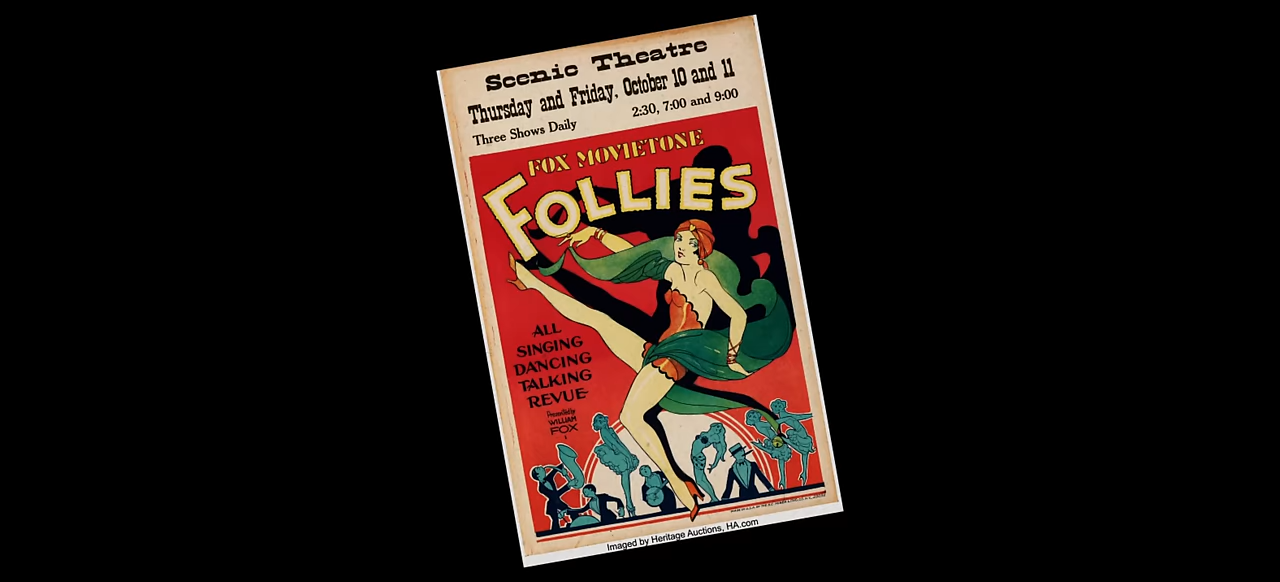 Scenic Theatre
Thursday and Friday, October 10 and 11
Three Shows Daily
2:30, 7:00 and 9:00
FOX MOVIETONE
FOLLIES
ALL
SINGING
DANCING
TALKING
REVUE
Presented by
WILLIAM
FOX
Imaged by Heritage Auctions, HA.com